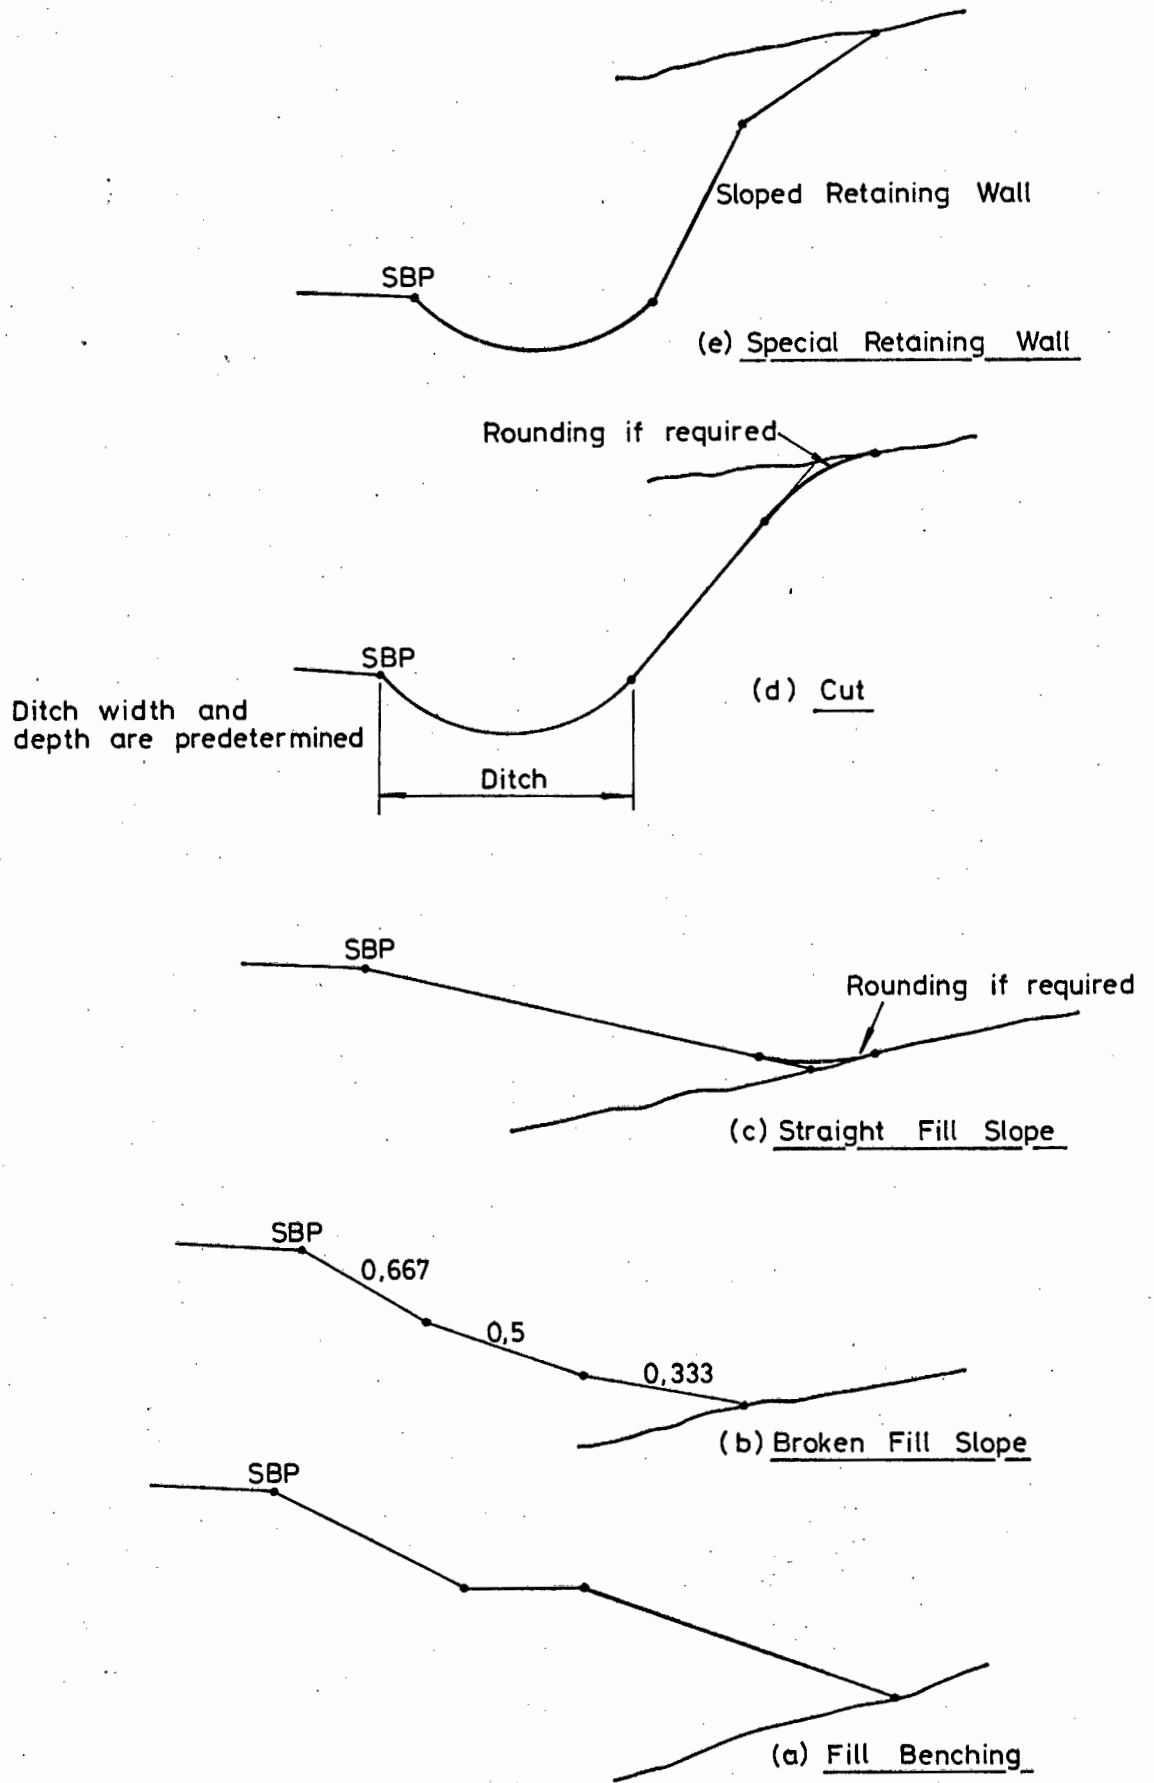 Sloped Retaining Wall
SBP
(e) Special Retaining Wall
Rounding if required
SBP
(d) Cut
Ditch width and
depth are predetermined
Ditch
SBP
Rounding if required
(c) Straight Fill Slope
SBP
0,667
0,5
0,333
(b) Broken Fill Slope
SBP
(a) Fill Benching